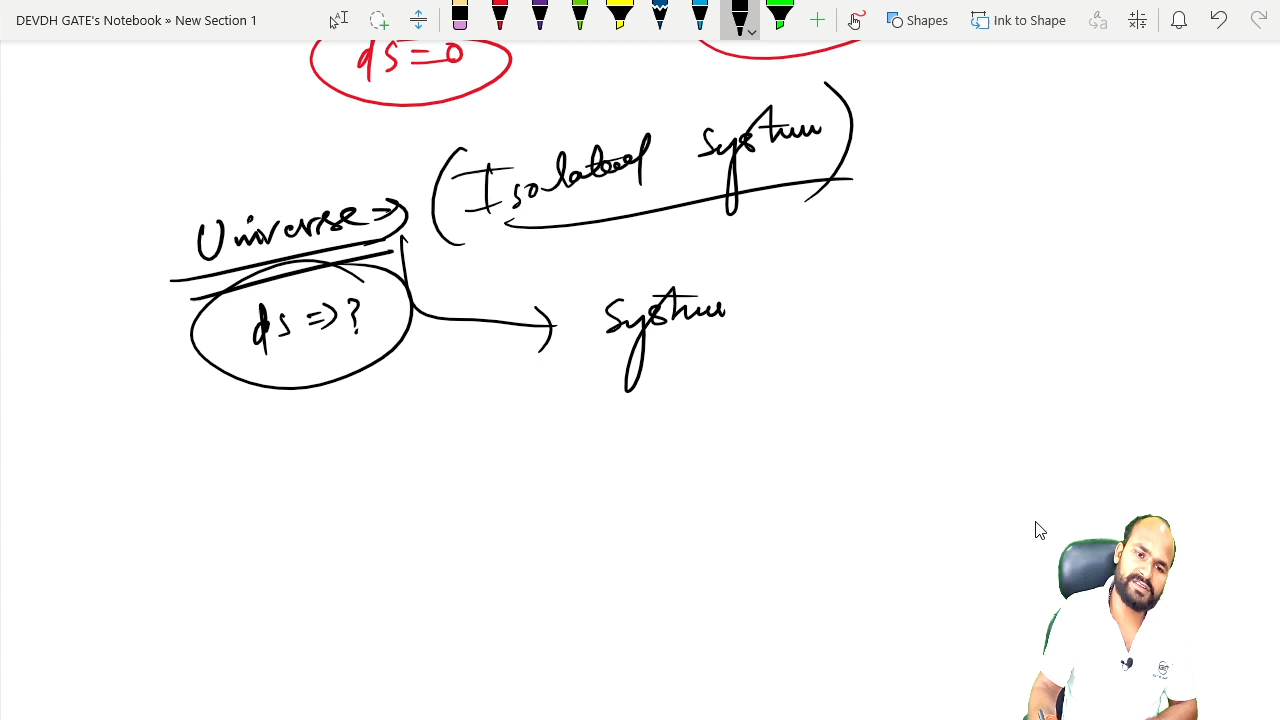 DEVDH GATE's Notebook » New Section 1
Shapes
Ink to Shape
ds=0
(Isolated system)
Universe =>
ds => ?
system